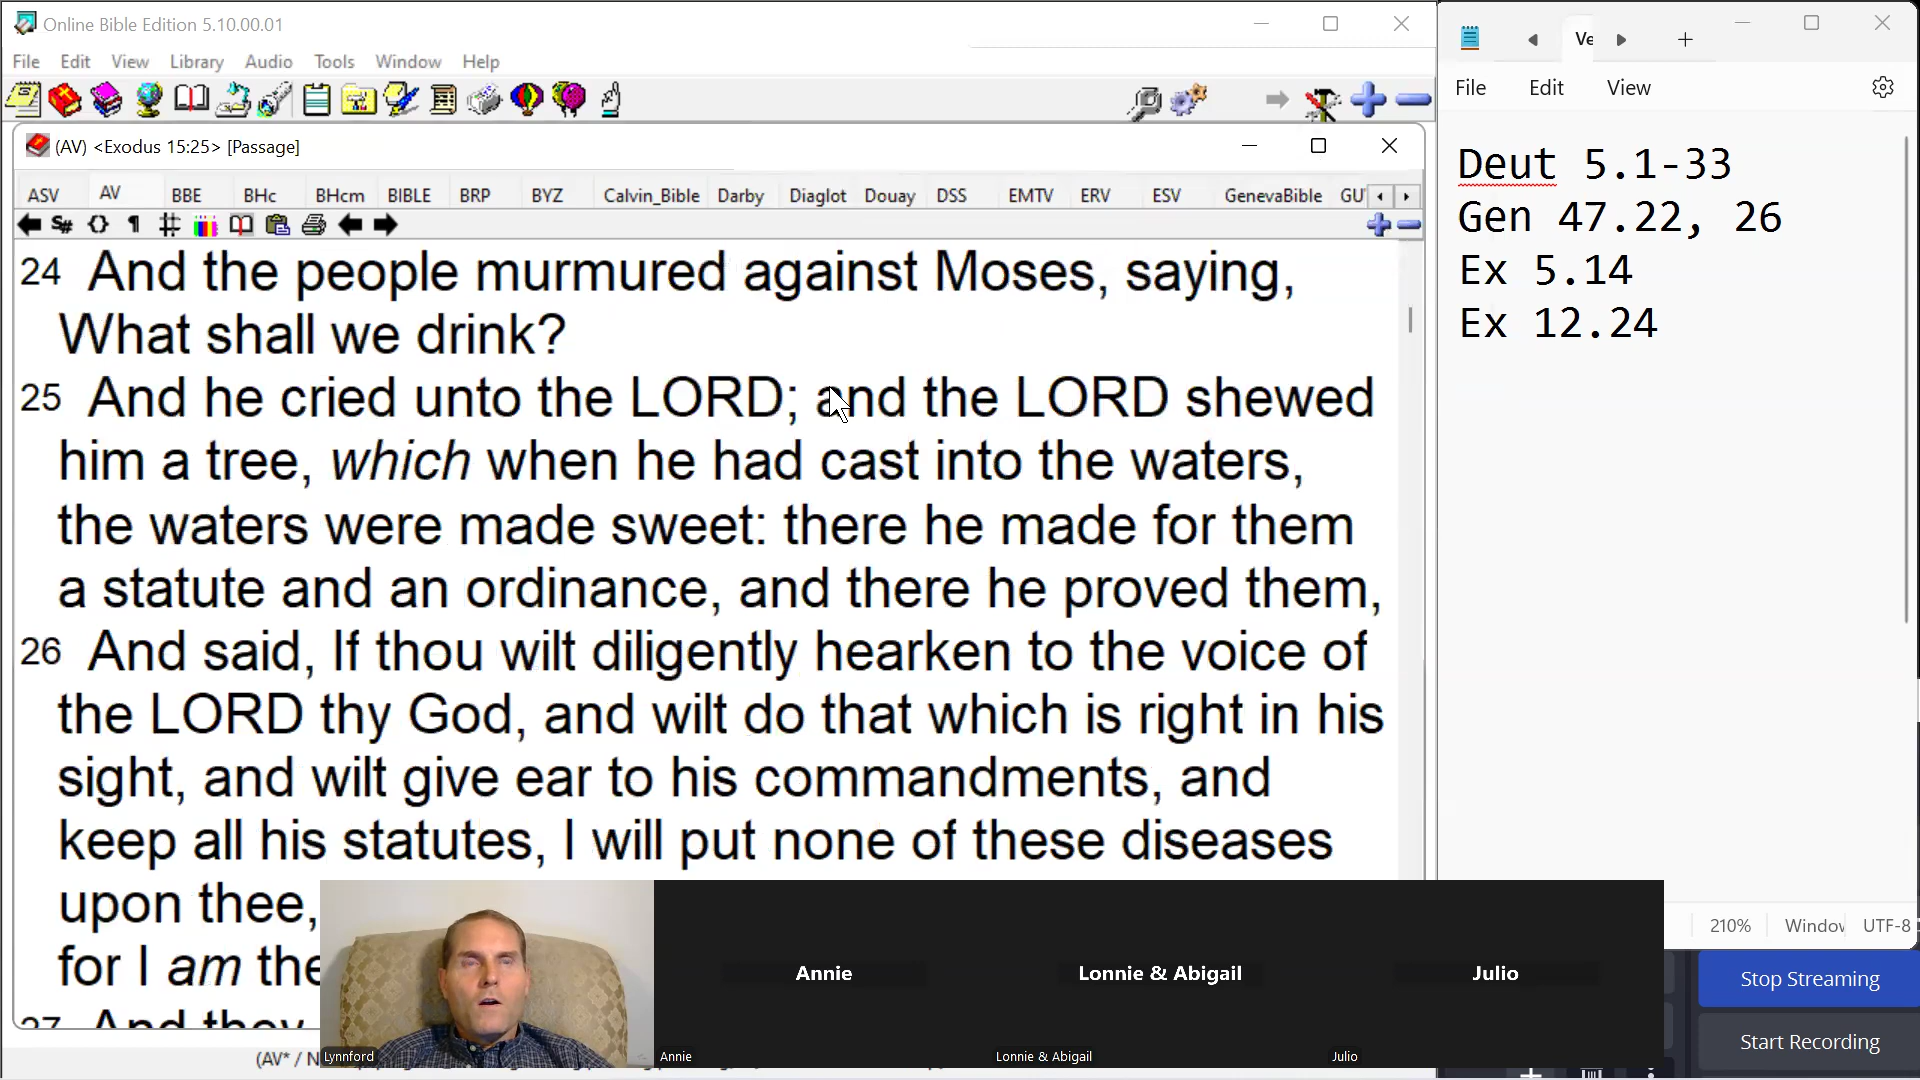 Online Bible Edition 5.10.00.01
File Edit View Library Audio Tools Window Help
(AV) <Exodus 15:25> [Passage]
ASV AV BBE BHc BHcm BIBLE BRP BYZ Calvin_Bible Darby Diaglot Douay DSS EMTV ERV ESV GenevaBible GU
24 And the people murmured against Moses, saying,
What shall we drink?
25 And he cried unto the LORD; and the LORD shewed
him a tree, which when he had cast into the waters,
the waters were made sweet: there he made for them
a statute and an ordinance, and there he proved them,
26 And said, If thou wilt diligently hearken to the voice of
the LORD thy God, and wilt do that which is right in his
sight, and wilt give ear to his commandments, and
keep all his statutes, I will put none of these diseases
upon thee,
for I am the
27 And they
(AV* / N
Ve
File Edit View
Deut 5.1-33
Gen 47.22, 26
Ex 5.14
Ex 12.24
210% Window UTF-8
Stop Streaming
Start Recording
Annie
Lonnie & Abigail
Julio
Lynnford
Annie
Lonnie & Abigail
Julio